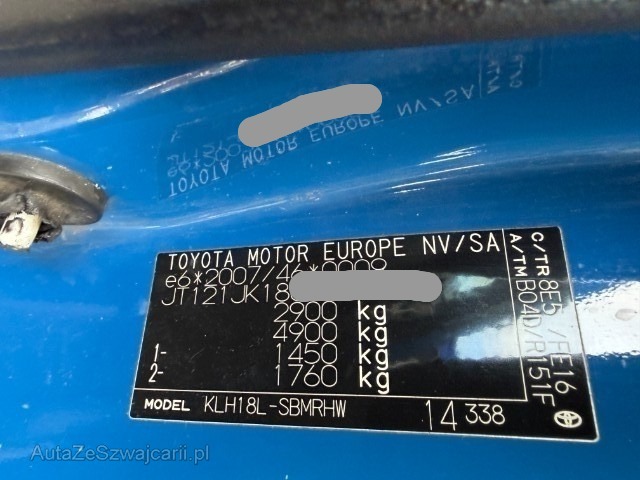 TOYOTA MOTOR EUROPE NV/SA
TOYOTA MOTOR EUROPE NV/SA
e6*2007/46*0009
JT121JK18
2900 kg
4900 kg
1- 1450 kg
2- 1760 kg
MODEL KLH18L-SBMRHW
14 338
C/TR 8E5 /FE16
A/TM B04D/R151F
AutaZeSzwajcarii.pl